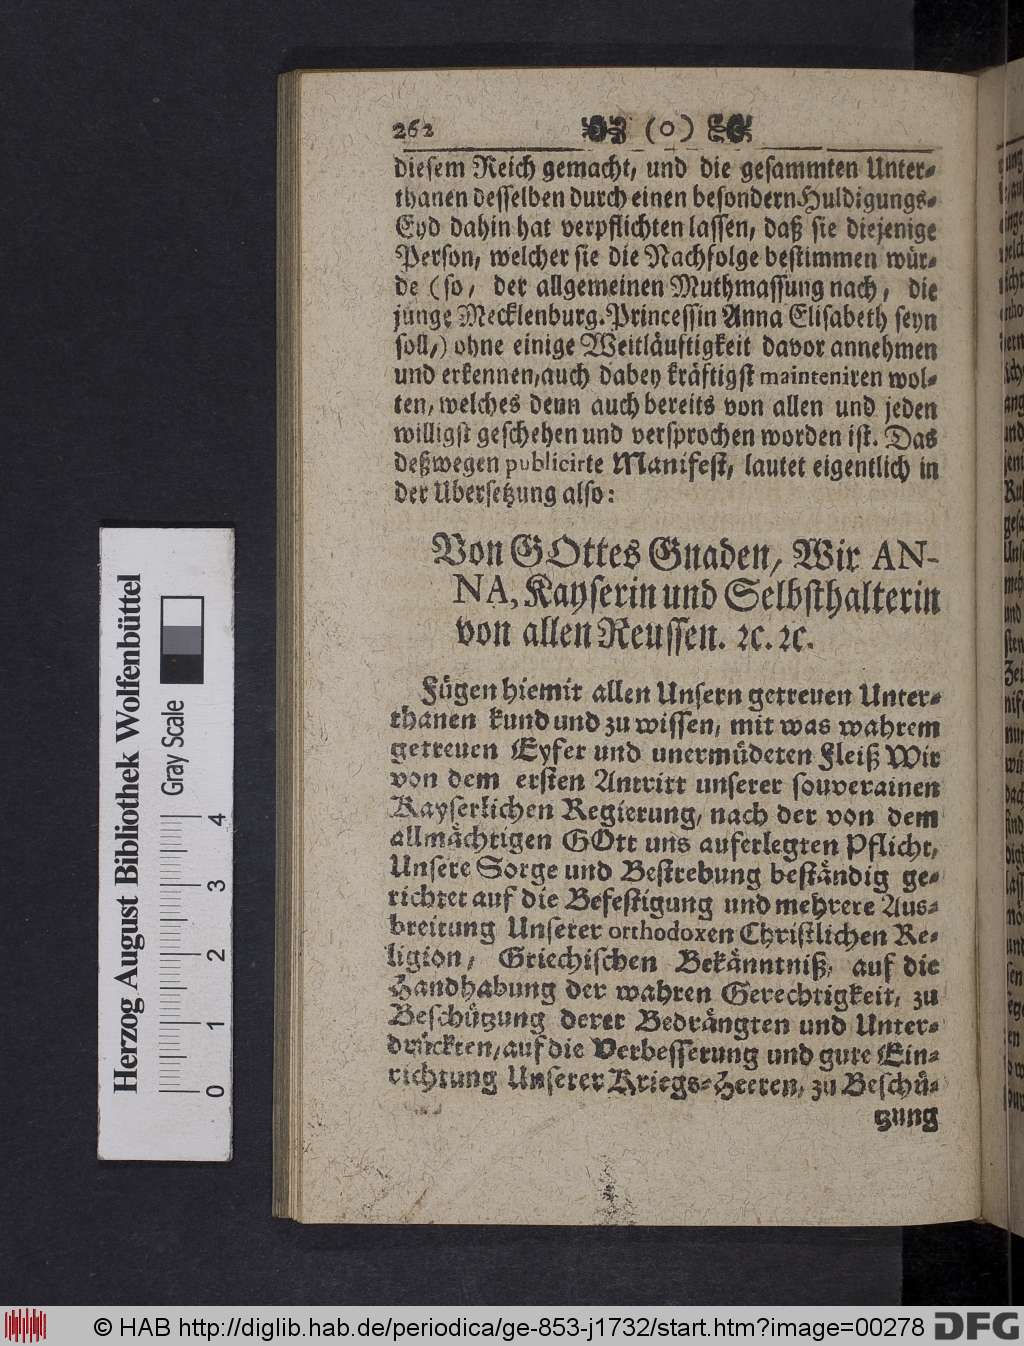 262 (o)
diesem Reich gemacht, und die gesammten Unter-
thanen desselben durch einen besondern Huldigungs-
Eyd dahin hat verpflichten lassen, daß sie diejenige
Person, welcher sie die Nachfolge bestimmen wür-
de (so, der allgemeinen Muthmassung nach, die
junge Mecklenburg. Princessin Anna Elisabeth seyn
soll,) ohne einige Weitläuftigkeit davor annehmen
und erkennen, auch dabey kräftigst mainteniren wol-
ten, welches denn auch bereits von allen und jeden
willigst geschehen und versprochen worden ist. Das
deßwegen publicirte Manifest, lautet eigentlich in
der Ubersetzung also:
Von GOttes Gnaden, Wir AN-
NA, Kayserin und Selbsthalterin
von allen Reussen. ꝛc. ꝛc.
Fügen hiemit allen Unsern getreuen Unter-
thanen kund und zu wissen, mit was wahrem
getreuen Eyfer und unermüdeten Fleiß Wir
von dem ersten Antritt unserer souverainen
Kayserlichen Regierung, nach der von dem
allmächtigen GOtt uns auferlegten Pflicht,
Unsere Sorge und Bestrebung beständig ge-
richtet auf die Befestigung und mehrere Aus-
breitung Unserer orthodoxen Christlichen Re-
ligion, Griechischen Bekänntniß, auf die
Handhabung der wahren Gerechtigkeit, zu
Beschützung derer Bedrängten und Unter-
drückten, auf die Verbesserung und gute Ein-
richtung Unserer Kriegs-Heeren, zu Beschü-
tzung
Herzog August Bibliothek Wolfenbüttel
Gray Scale
0 1 2 3 4
© HAB http://diglib.hab.de/periodica/ge-853-j1732/start.htm?image=00278 DFG